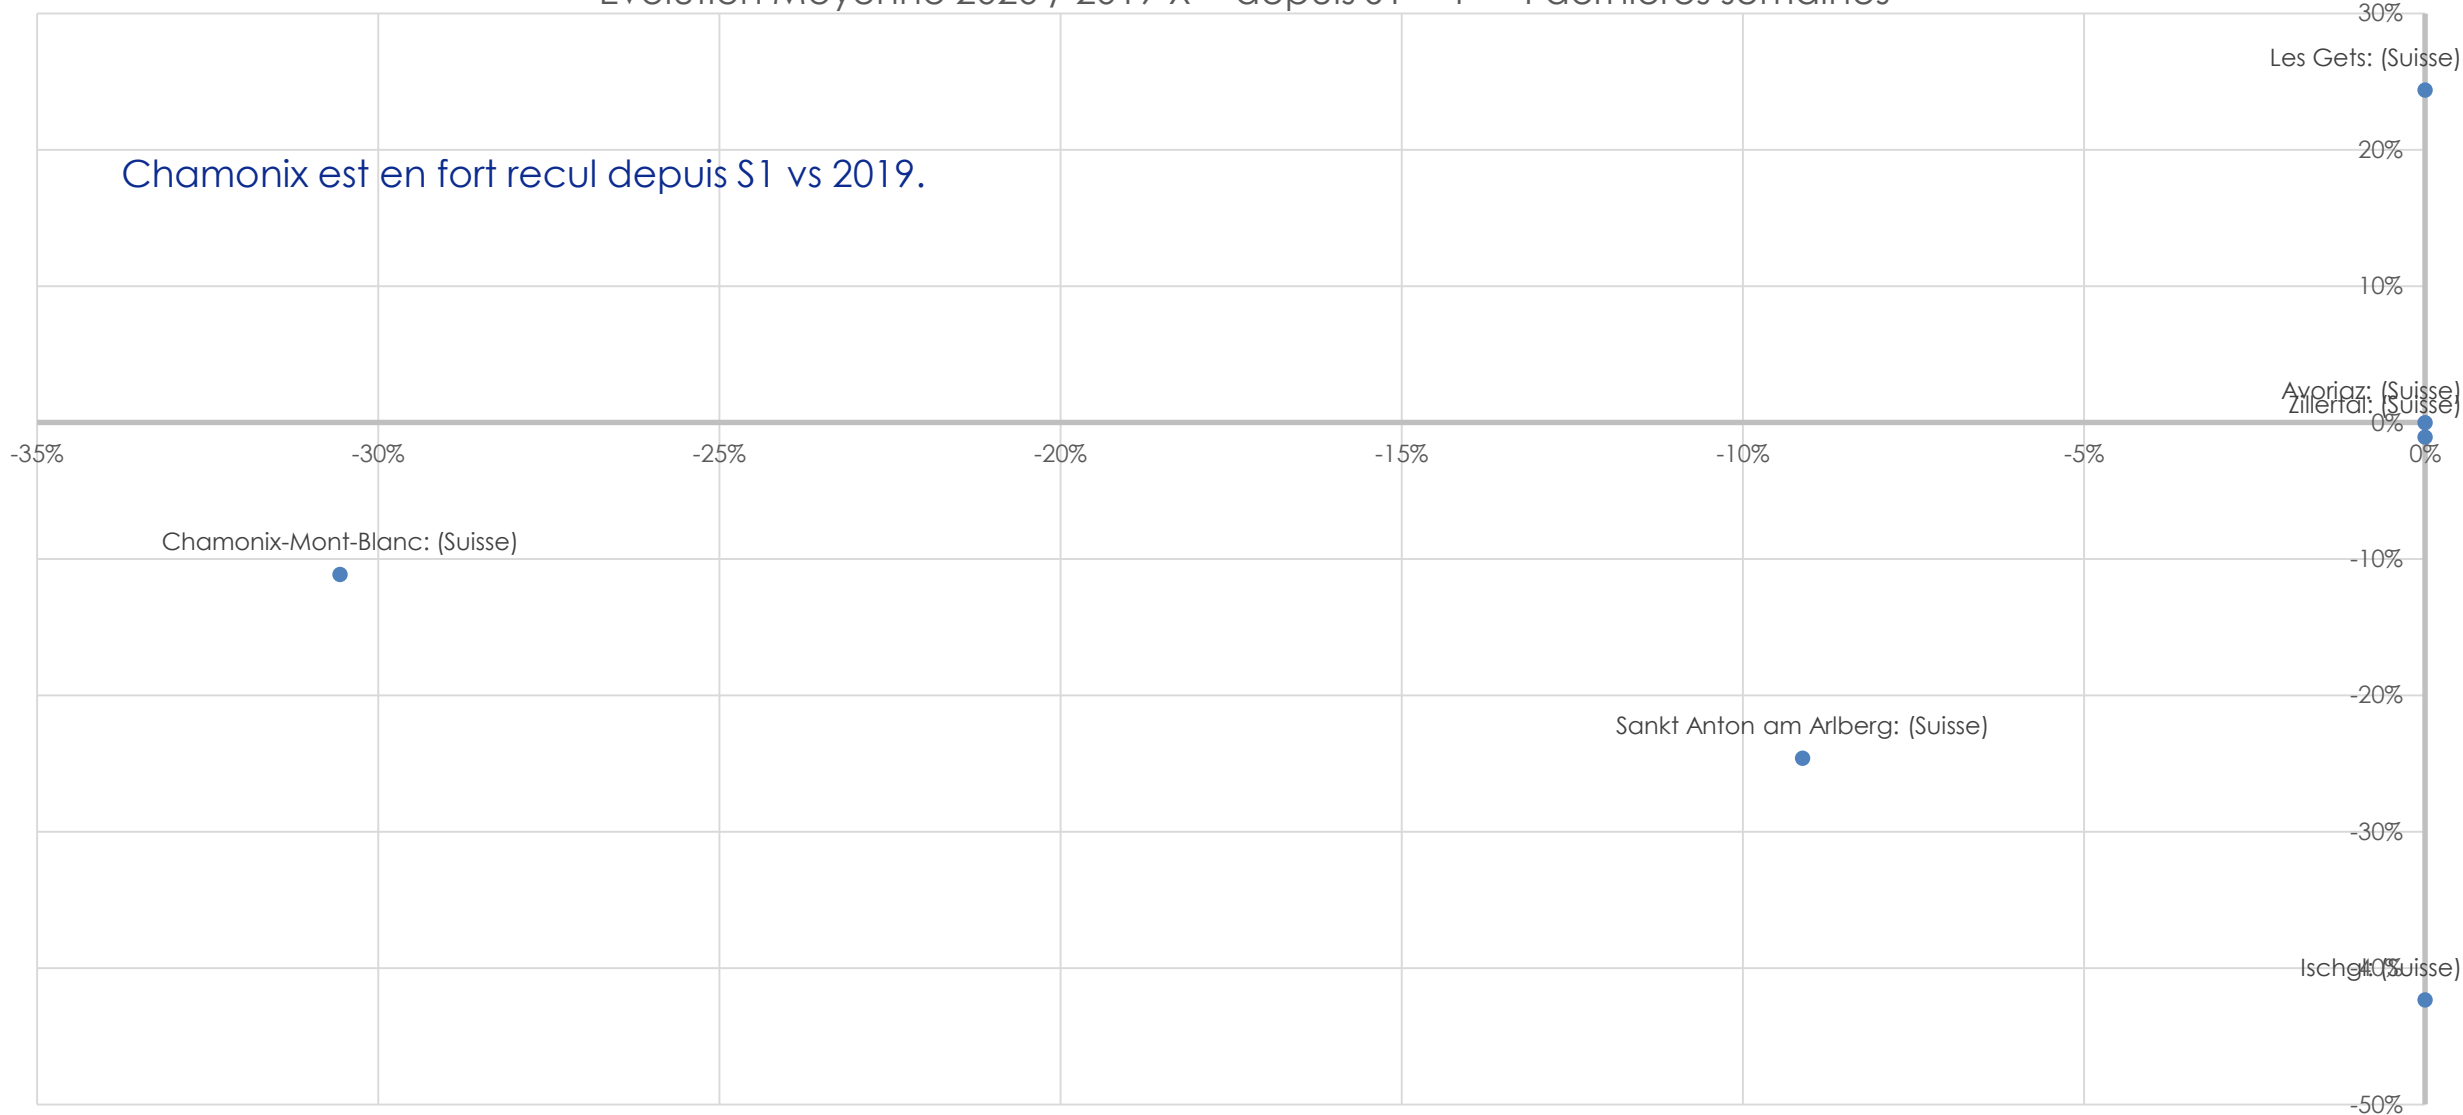 30%
Les Gets: (Suisse)
20%
Chamonix est en fort recul depuis S1 vs 2019.
10%
Avoriaz: (Suisse)
Zillertal: (Suisse)
0%
-35% -30% -25% -20% -15% -10% -5% 0%
Chamonix-Mont-Blanc: (Suisse)
-10%
-20%
Sankt Anton am Arlberg: (Suisse)
-30%
Ischgl: (Suisse)
-40%
-50%